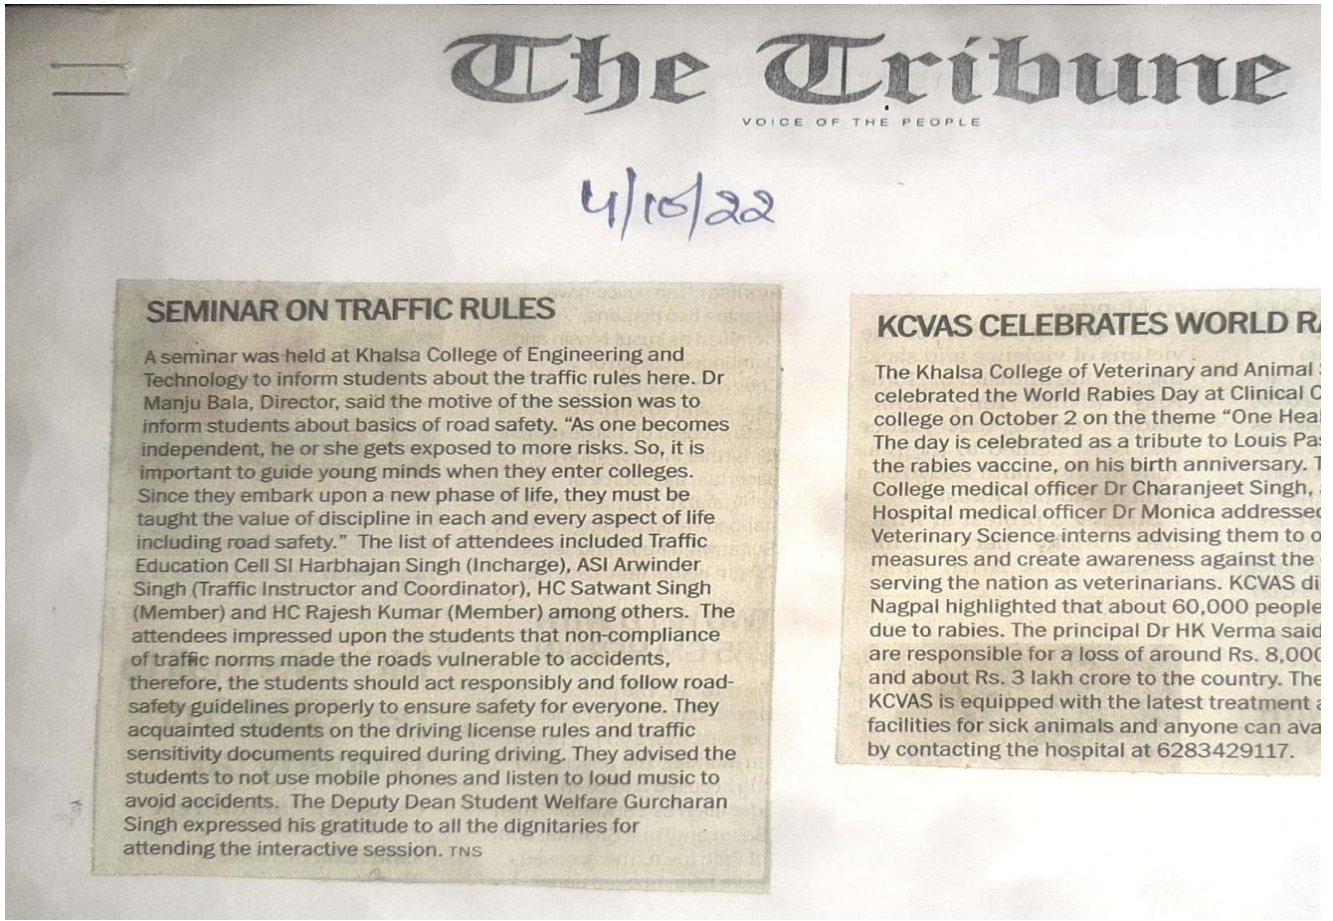 The Tribune
VOICE OF THE PEOPLE
4/10/22
SEMINAR ON TRAFFIC RULES
A seminar was held at Khalsa College of Engineering and
Technology to inform students about the traffic rules here. Dr
Manju Bala, Director, said the motive of the session was to
inform students about basics of road safety. “As one becomes
independent, he or she gets exposed to more risks. So, it is
important to guide young minds when they enter colleges.
Since they embark upon a new phase of life, they must be
taught the value of discipline in each and every aspect of life
including road safety.” The list of attendees included Traffic
Education Cell SI Harbhajan Singh (Incharge), ASI Arwinder
Singh (Traffic Instructor and Coordinator), HC Satwant Singh
(Member) and HC Rajesh Kumar (Member) among others. The
attendees impressed upon the students that non-compliance
of traffic norms made the roads vulnerable to accidents,
therefore, the students should act responsibly and follow road-
safety guidelines properly to ensure safety for everyone. They
acquainted students on the driving license rules and traffic
sensitivity documents required during driving. They advised the
students to not use mobile phones and listen to loud music to
avoid accidents. The Deputy Dean Student Welfare Gurcharan
Singh expressed his gratitude to all the dignitaries for
attending the interactive session. TNS
KCVAS CELEBRATES WORLD
The Khalsa College of Veterinary and Animal
celebrated the World Rabies Day at Clinical
college on October 2 on the theme “One
The day is celebrated as a tribute to Louis
the rabies vaccine, on his birth anniversary.
College medical officer Dr Charanjeet Singh,
Hospital medical officer Dr Monica addressed
Veterinary Science interns advising them to
measures and create awareness against the
serving the nation as veterinarians. KCVAS
Nagpal highlighted that about 60,000 people
due to rabies. The principal Dr HK Verma said
are responsible for a loss of around Rs. 8,000
and about Rs. 3 lakh crore to the country. The
KCVAS is equipped with the latest treatment
facilities for sick animals and anyone can
by contacting the hospital at 6283429117.